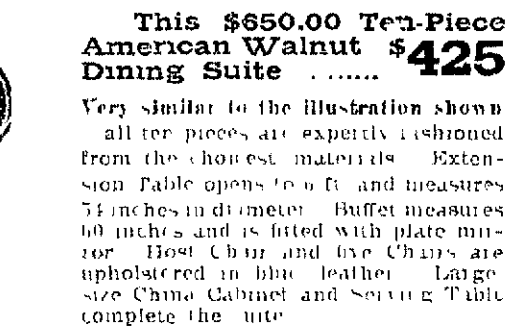 This $650.00 Ten-Piece
American Walnut $425
Dining Suite .......
Very similar to the illustration shown
all ten pieces are expertly fashioned
from the choicest materials Exten-
sion Table opens to ft and measures
54 inches in diameter Buffet measures
60 inches and is fitted with plate mir-
ror Host Chair and five Chairs are
upholstered in blue leather Large
size China Cabinet and Serving Table
complete the suite